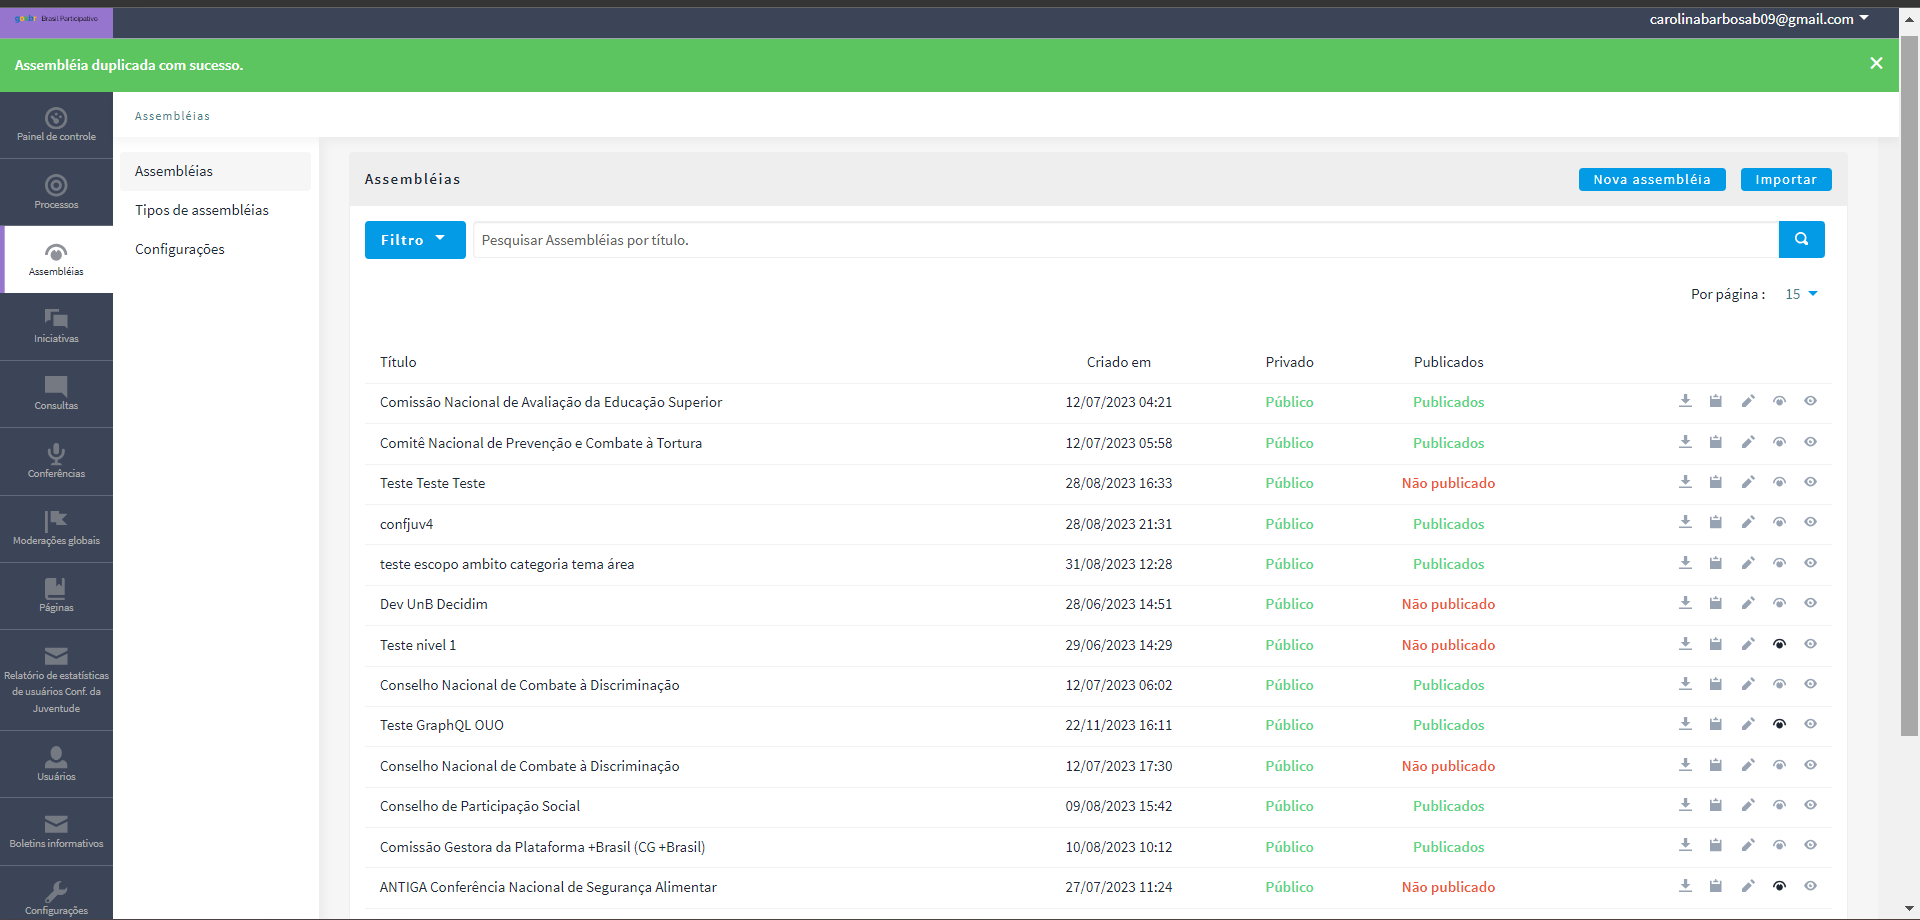 gov.br Brasil Participativo
carolinabarbosab09@gmail.com
Assembléia duplicada com sucesso.
Painel de controle
Processos
Assembléias
Iniciativas
Consultas
Conferências
Moderações globais
Páginas
Relatório de estatísticas
de usuários Conf. da
Juventude
Usuários
Boletins informativos
Configurações
Assembléias
Assembléias
Tipos de assembléias
Configurações
Assembléias
Nova assembléia
Importar
Filtro
Pesquisar Assembléias por título.
Por página : 15
Título Criado em Privado Publicados
Comissão Nacional de Avaliação da Educação Superior 12/07/2023 04:21 Público Publicados
Comitê Nacional de Prevenção e Combate à Tortura 12/07/2023 05:58 Público Publicados
Teste Teste Teste 28/08/2023 16:33 Público Não publicado
confjuv4 28/08/2023 21:31 Público Publicados
teste escopo ambito categoria tema área 31/08/2023 12:28 Público Publicados
Dev UnB Decidim 28/06/2023 14:51 Público Não publicado
Teste nivel 1 29/06/2023 14:29 Público Não publicado
Conselho Nacional de Combate à Discriminação 12/07/2023 06:02 Público Publicados
Teste GraphQL OUO 22/11/2023 16:11 Público Publicados
Conselho Nacional de Combate à Discriminação 12/07/2023 17:30 Público Não publicado
Conselho de Participação Social 09/08/2023 15:42 Público Publicados
Comissão Gestora da Plataforma +Brasil (CG +Brasil) 10/08/2023 10:12 Público Publicados
ANTIGA Conferência Nacional de Segurança Alimentar 27/07/2023 11:24 Público Não publicado